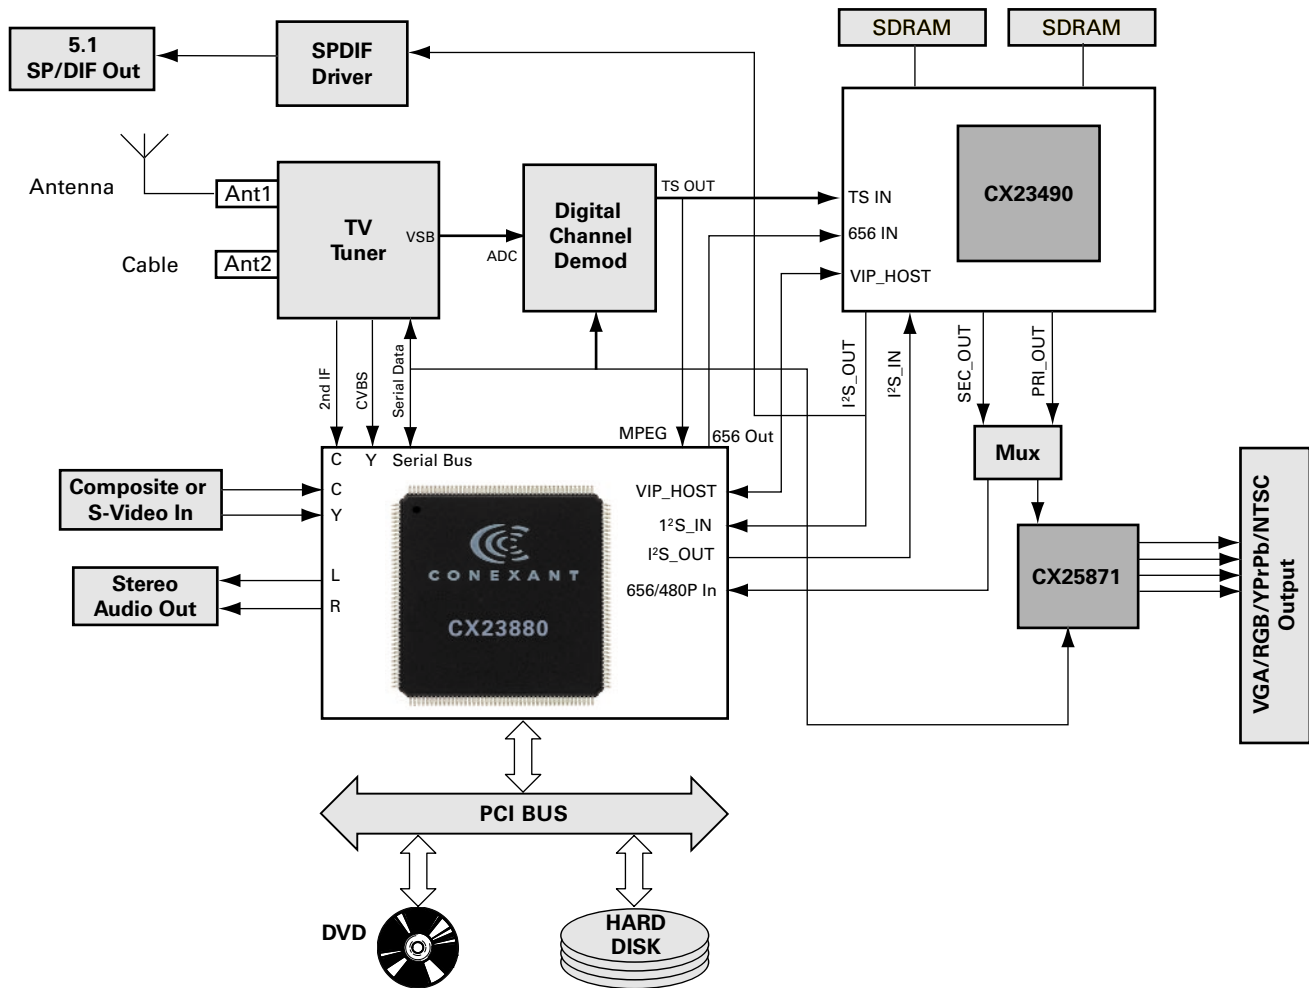 SDRAM
SDRAM
5.1
SP/DIF Out
SPDIF
Driver
Antenna
Ant1
Cable
Ant2
TV
Tuner
VSB
ADC
Digital
Channel
Demod
TS OUT
TS IN
656 IN
VIP_HOST
CX23490
2nd IF
CVBS
Serial Data
I²S_OUT
I²S_IN
SEC_OUT
PRI_OUT
MPEG
656 Out
Mux
C
Y
Serial Bus
Composite or
S-Video In
C
Y
VIP_HOST
1²S_IN
I²S_OUT
656/480P In
CONEXANT
CX23880
Stereo
Audio Out
L
R
CX25871
VGA/RGB/YPrPb/NTSC
Output
PCI BUS
DVD
HARD
DISK